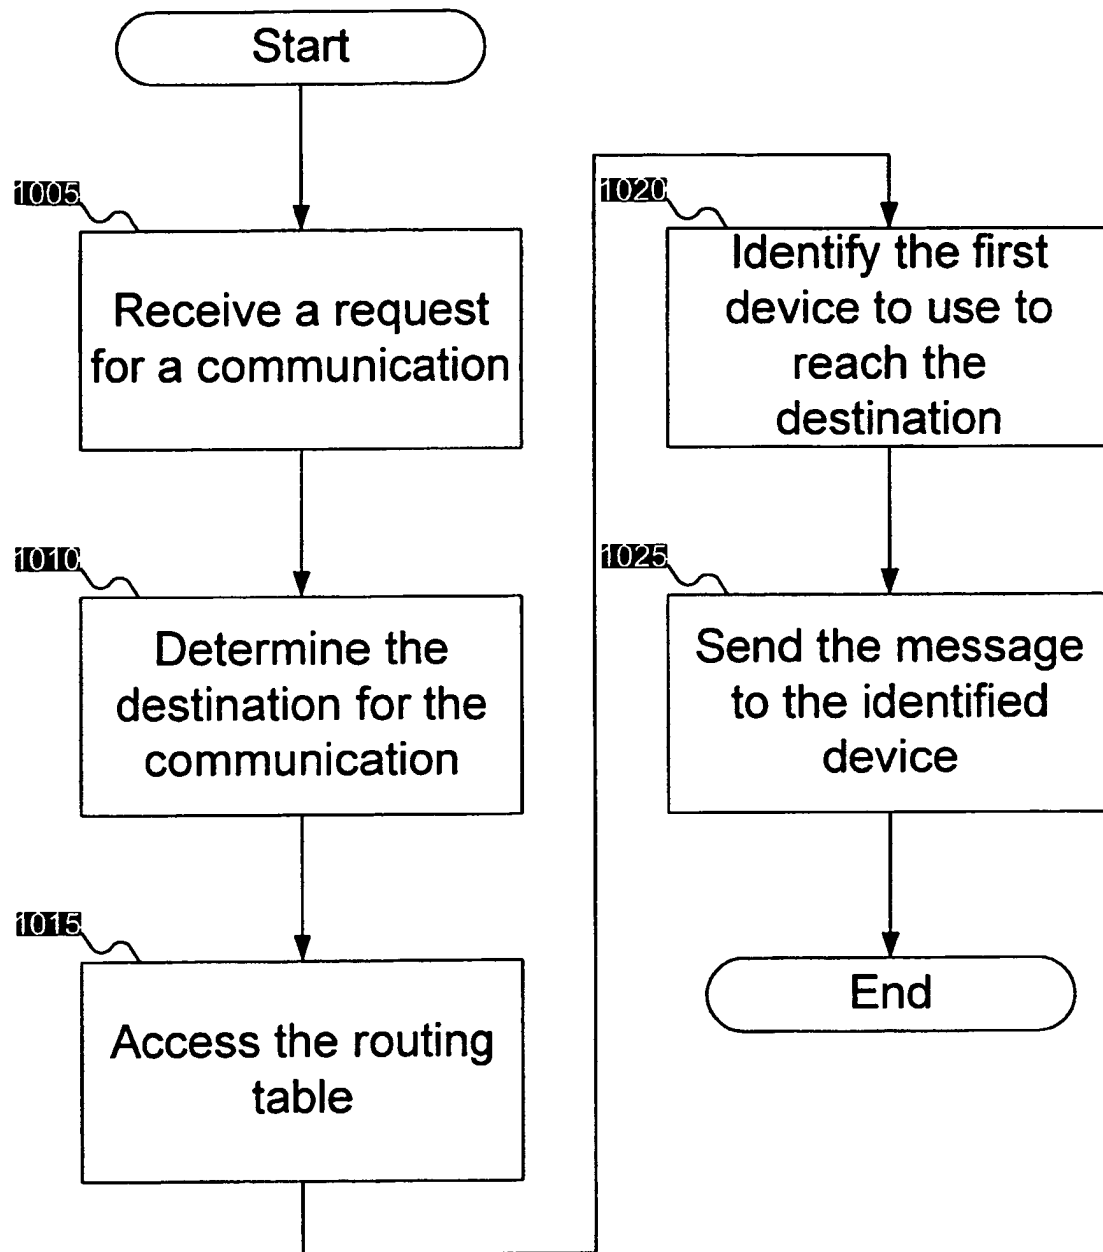 Start
1005
Receive a request
for a communication
1010
Determine the
destination for the
communication
1015
Access the routing
table
1020
Identify the first
device to use to
reach the
destination
1025
Send the message
to the identified
device
End